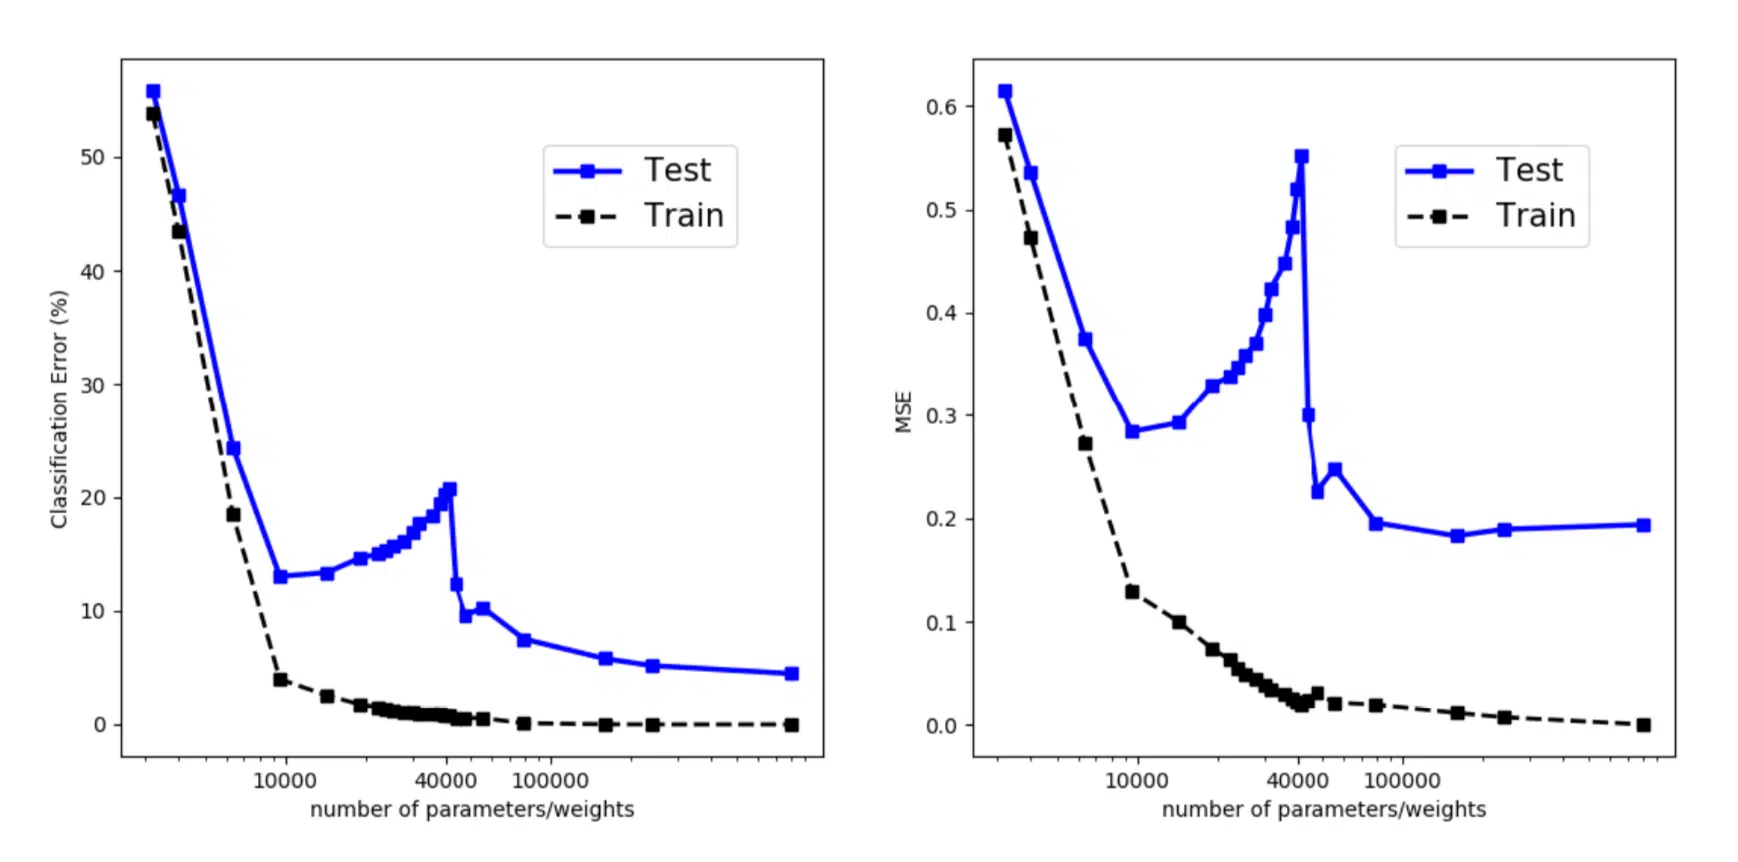 Classification Error (%)
50
40
30
20
10
0
Test
Train
10000 40000 100000
number of parameters/weights
MSE
0.6
0.5
0.4
0.3
0.2
0.1
0.0
Test
Train
10000 40000 100000
number of parameters/weights